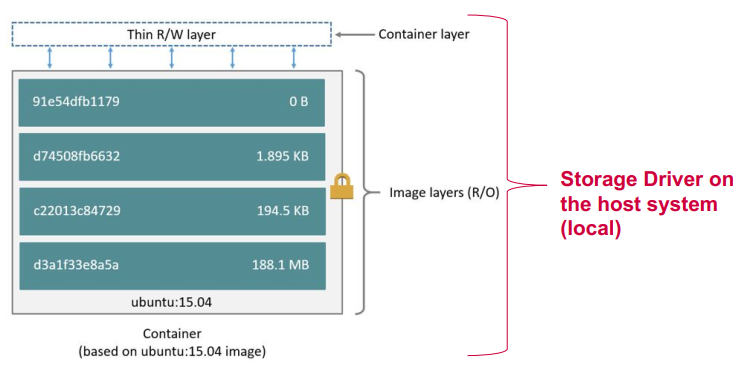 Thin R/W layer
Container layer
91e54dfb1179 0 B
d74508fb6632 1.895 KB
c22013c84729 194.5 KB
d3a1f33e8a5a 188.1 MB
ubuntu:15.04
Image layers (R/O)
Container
(based on ubuntu:15.04 image)
Storage Driver on
the host system
(local)